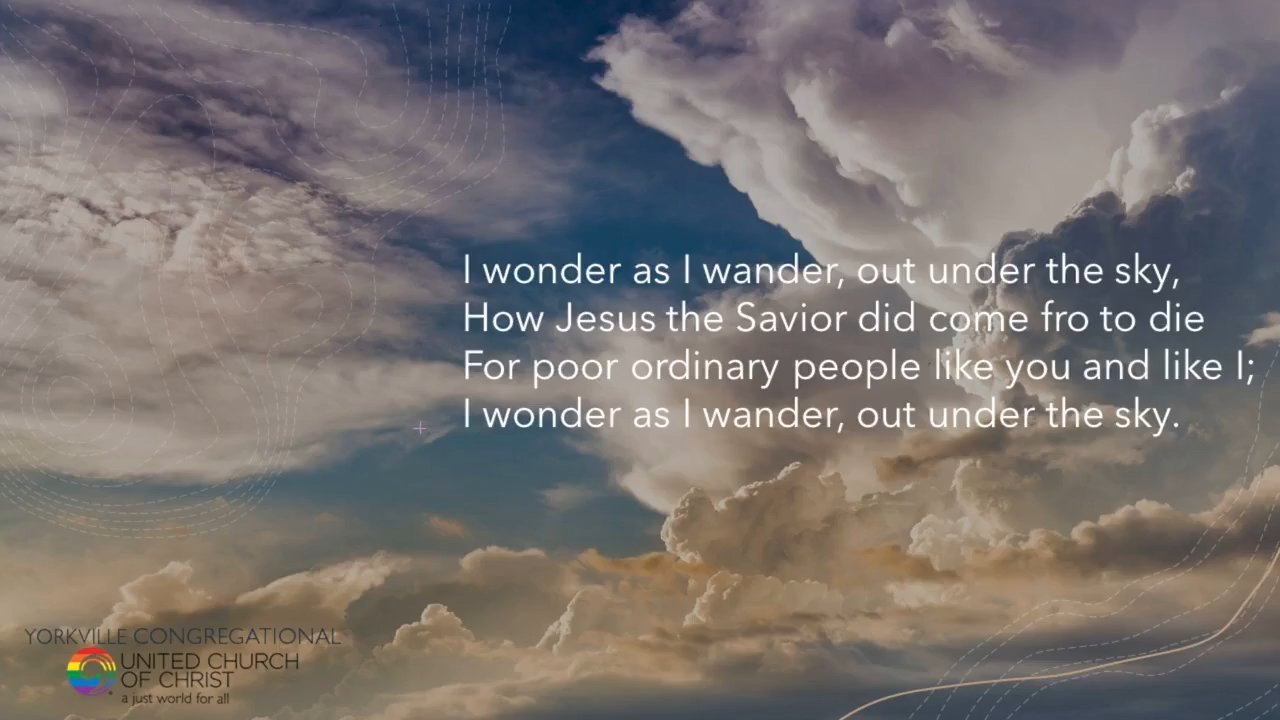 I wonder as I wander, out under the sky,
How Jesus the Savior did come fro to die
For poor ordinary people like you and like I;
I wonder as I wander, out under the sky.
YORKVILLE CONGREGATIONAL
UNITED CHURCH
OF CHRIST
a just world for all